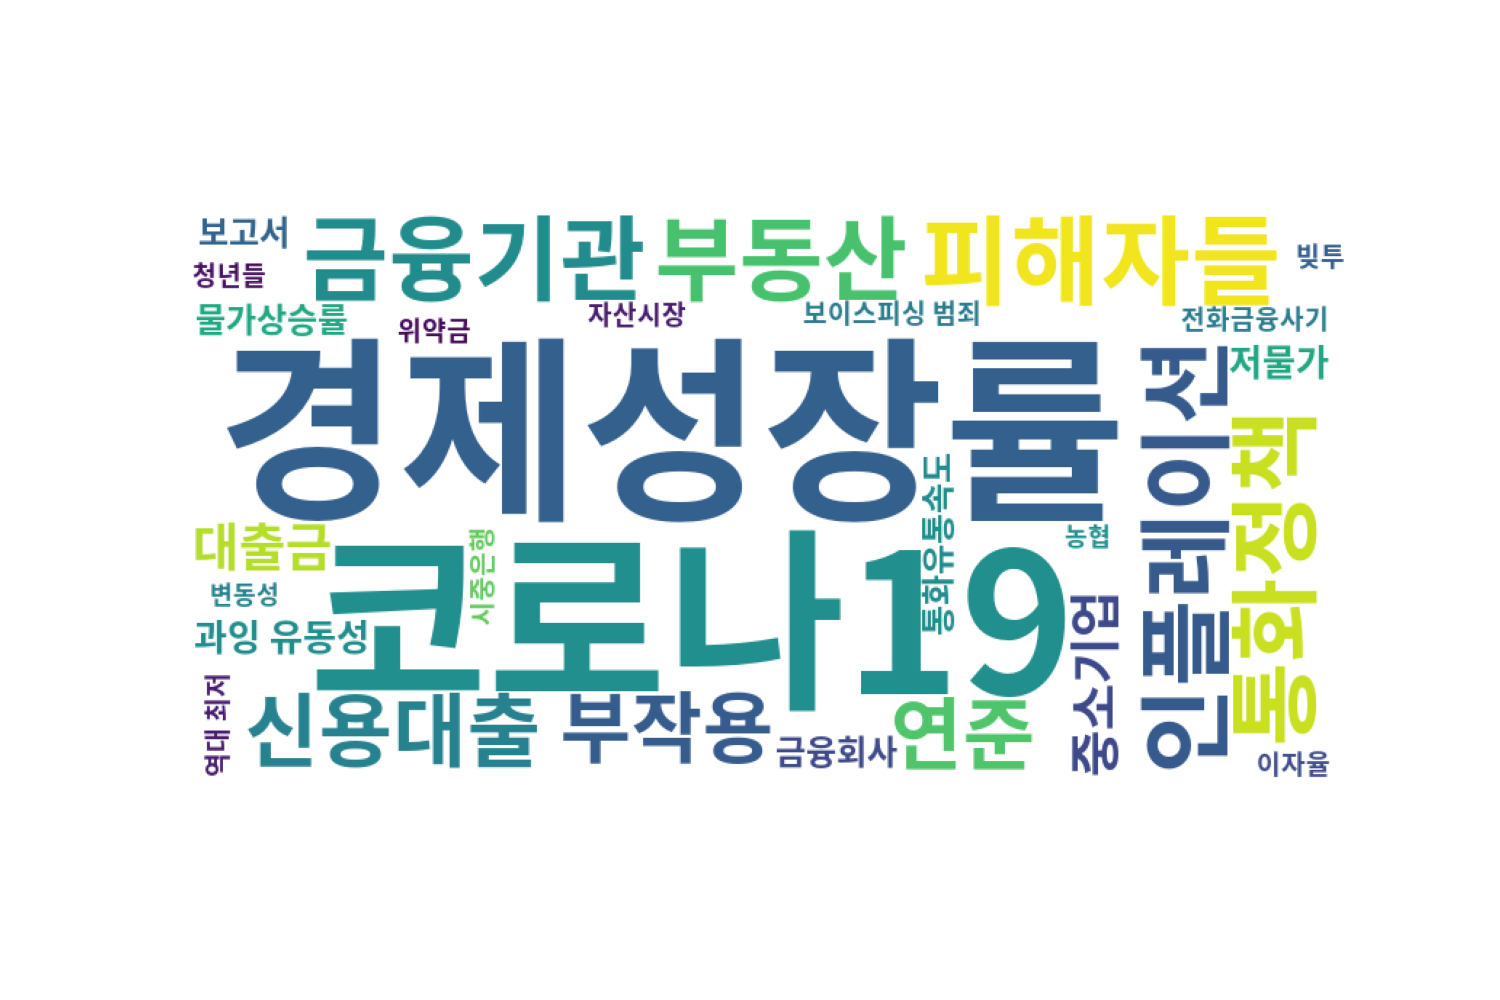 보고서
금융기관
부동산
피해자들
빚투
청년들
물가상승률
위약금
자산시장
보이스피싱 범죄
전화금융사기
저물가
경제성장률
인플레이션
통화정책
통화유통속도
농협
대출금
시중은행
코로나19
변동성
과잉 유동성
중소기업
역대 최저
신용대출
부작용
금융회사
연준
이자율